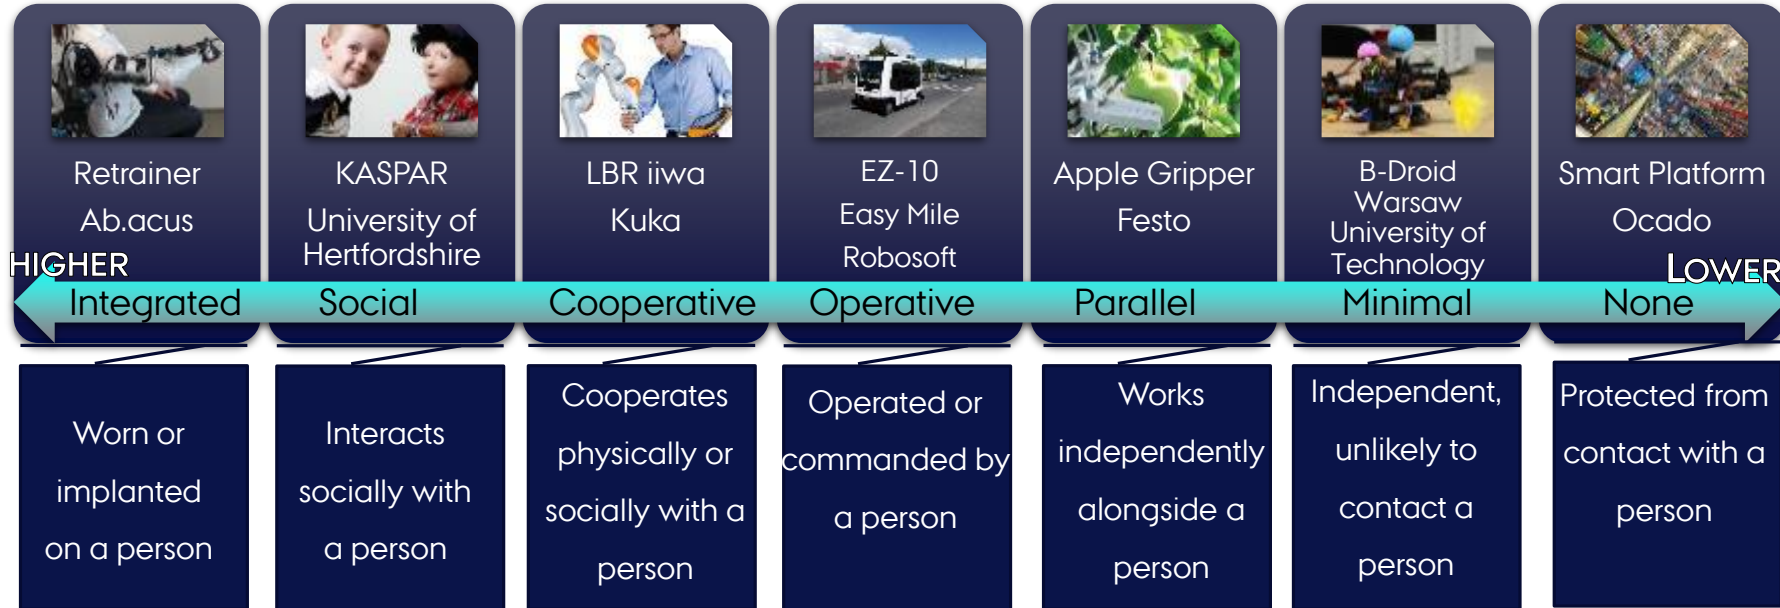 Retrainer
Ab.acus
KASPAR
University of
Hertfordshire
LBR iiwa
Kuka
EZ-10
Easy Mile
Robosoft
Apple Gripper
Festo
B-Droid
Warsaw
University of
Technology
Smart Platform
Ocado
HIGHER
LOWER
Integrated
Social
Cooperative
Operative
Parallel
Minimal
None
Worn or
implanted
on a person
Interacts
socially with
a person
Cooperates
physically or
socially with a
person
Operated or
commanded by
a person
Works
independently
alongside a
person
Independent,
unlikely to
contact a
person
Protected from
contact with a
person